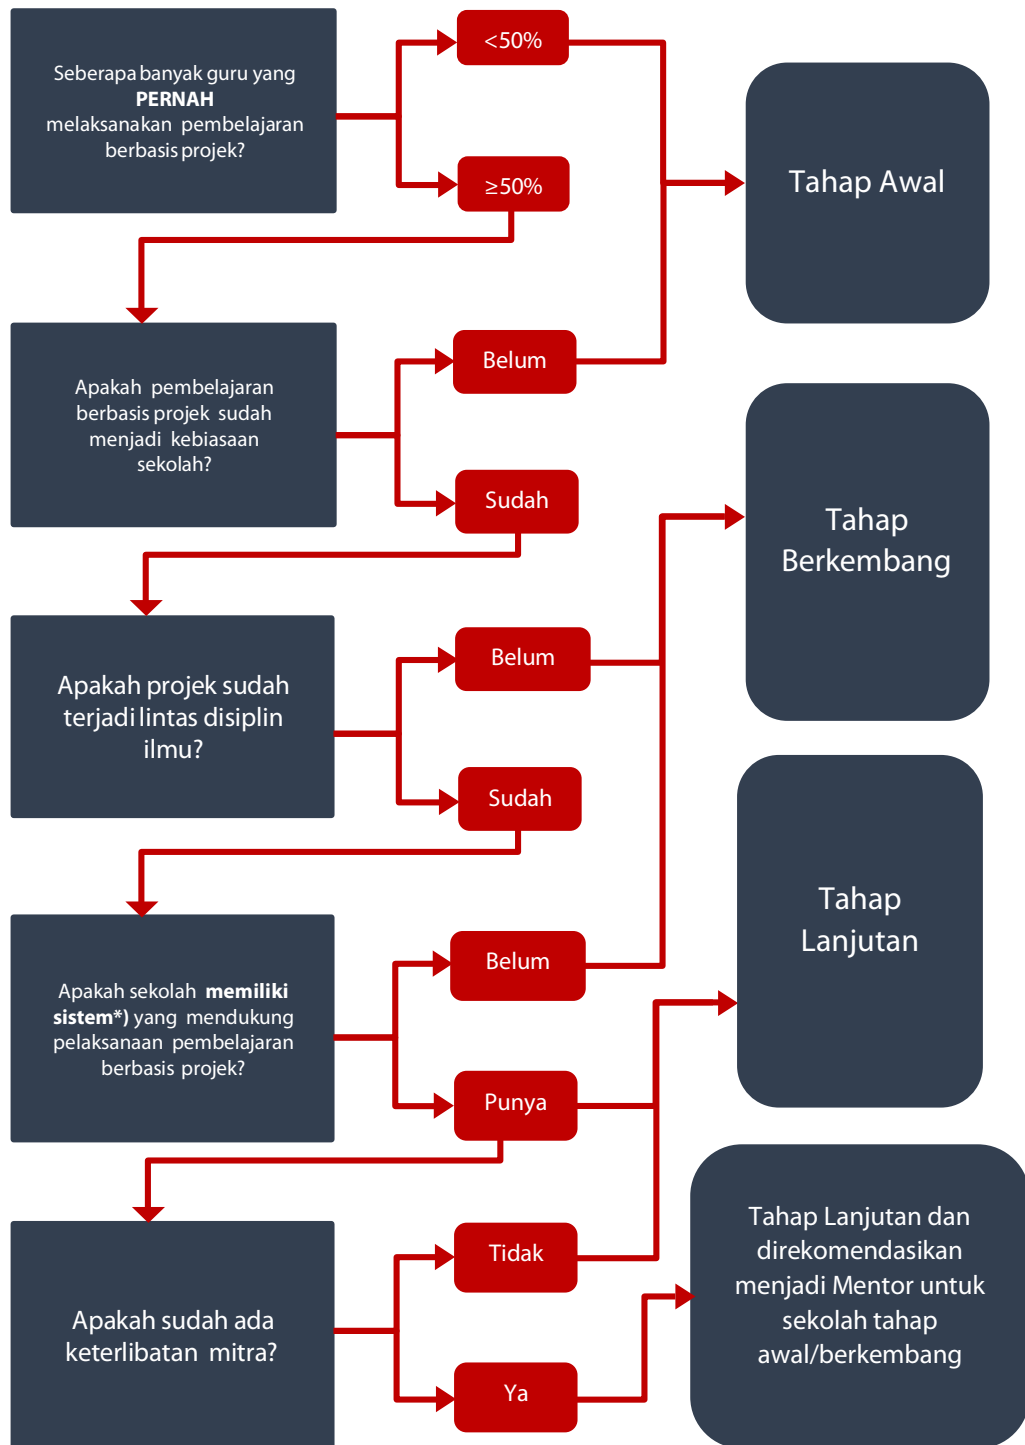 Seberapa banyak guru yang
PERNAH
melaksanakan pembelajaran
berbasis projek?
<50%
≥50%
Tahap Awal
Apakah pembelajaran
berbasis projek sudah
menjadi kebiasaan
sekolah?
Belum
Sudah
Tahap
Berkembang
Apakah projek sudah
terjadi lintas disiplin
ilmu?
Belum
Sudah
Tahap
Lanjutan
Apakah sekolah memiliki
sistem*) yang mendukung
pelaksanaan pembelajaran
berbasis projek?
Belum
Punya
Apakah sudah ada
keterlibatan mitra?
Tidak
Ya
Tahap Lanjutan dan
direkomendasikan
menjadi Mentor untuk
sekolah tahap
awal/berkembang